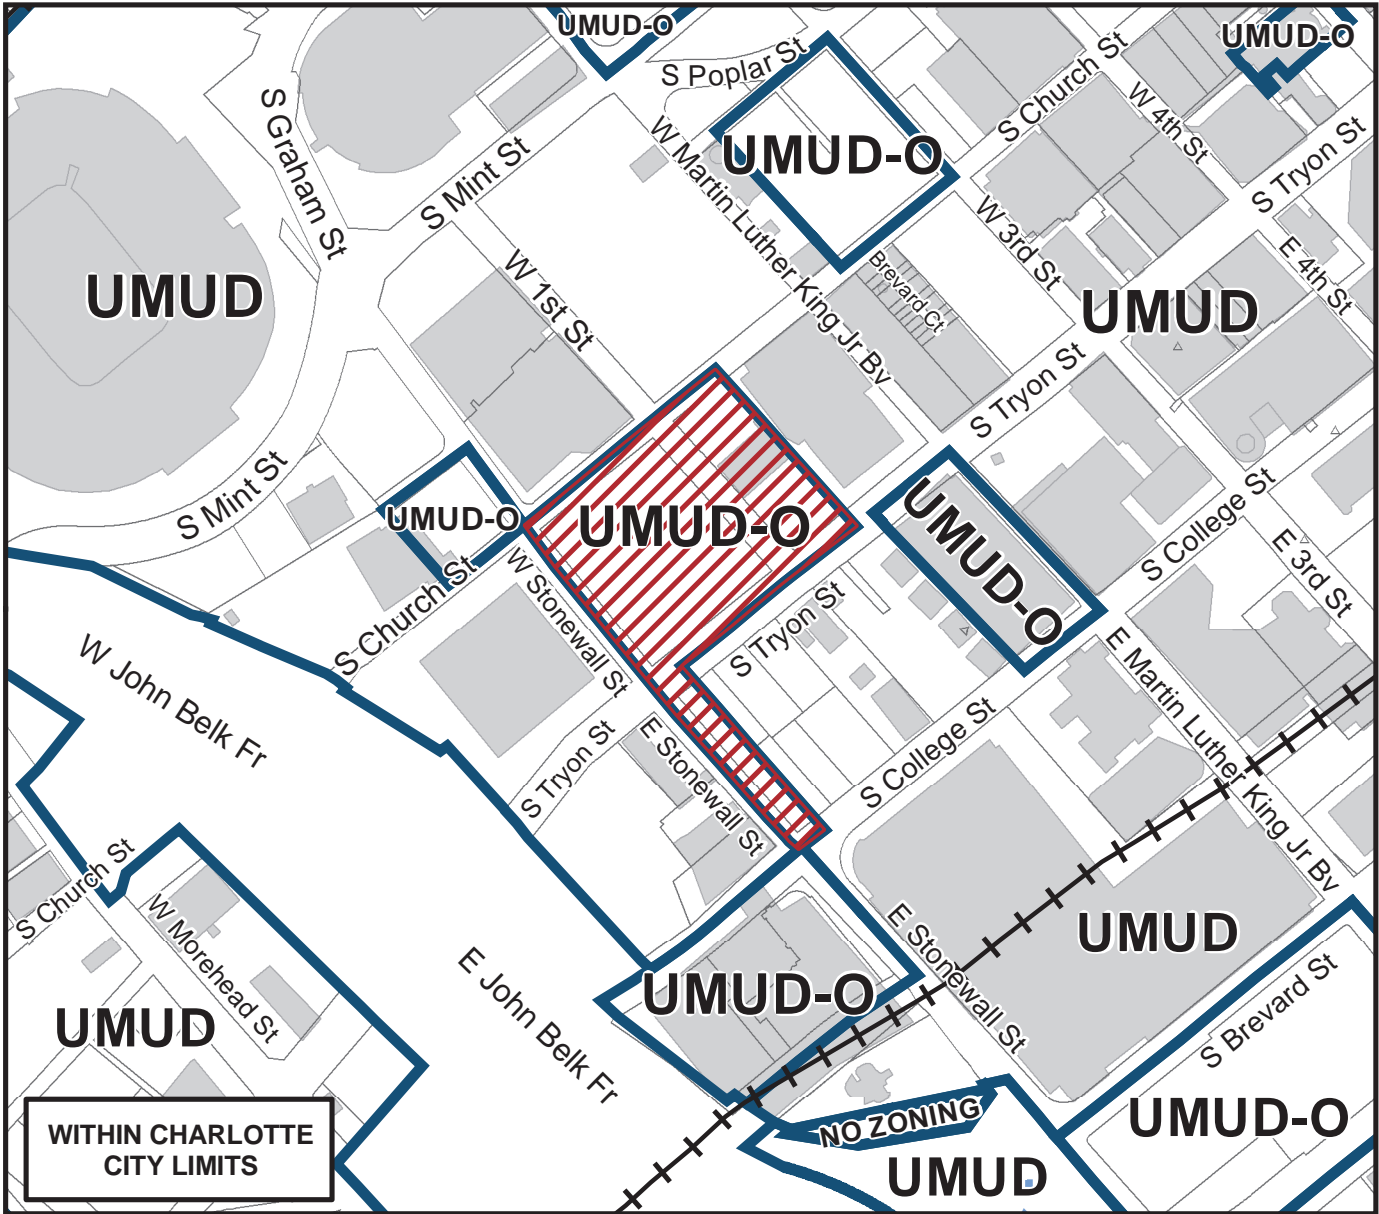 UMUD-O
UMUD-O
S Poplar St
S Church St
W 4th St
S Graham St
S Mint St
W Martin Luther King Jr Bv
UMUD-O
S Tryon St
W 3rd St
E 4th St
UMUD
W 1st St
Brevard Ct
UMUD
S Tryon St
S Mint St
UMUD-O
UMUD-O
UMUD-O
S College St
E 3rd St
S Church St
W Stonewall St
S Tryon St
W John Belk Fr
E Martin Luther King Jr Bv
S Tryon St
E Stonewall St
S College St
S Church St
W Morehead St
E John Belk Fr
UMUD-O
E Stonewall St
UMUD
S Brevard St
UMUD
NO ZONING
UMUD-O
UMUD
WITHIN CHARLOTTE
CITY LIMITS